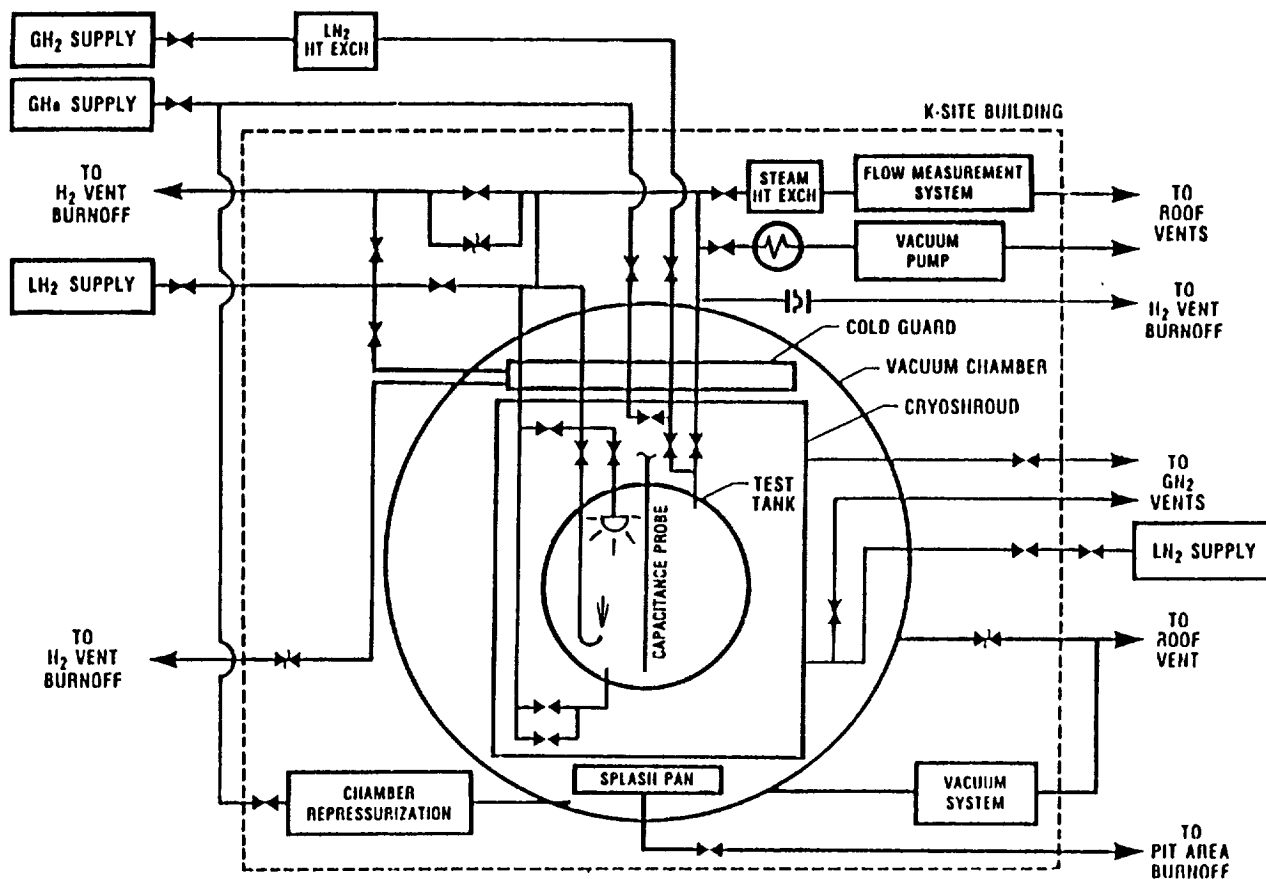 GH₂ SUPPLY
LN₂
HT EXCH
GHe SUPPLY
K-SITE BUILDING
TO
H₂ VENT
BURNOFF
STEAM
HT EXCH
FLOW MEASUREMENT
SYSTEM
TO
ROOF
VENTS
VACUUM
PUMP
LH₂ SUPPLY
TO
H₂ VENT
BURNOFF
COLD GUARD
VACUUM CHAMBER
CRYOSHROUD
TEST
TANK
CAPACITANCE PROBE
TO
GN₂
VENTS
LN₂ SUPPLY
TO
H₂ VENT
BURNOFF
TO
ROOF
VENT
SPLASH PAN
CHAMBER
REPRESSURIZATION
VACUUM
SYSTEM
TO
PIT AREA
BURNOFF